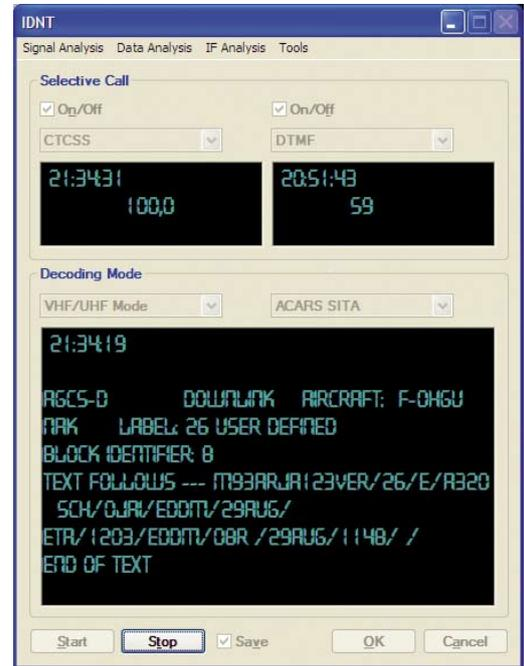 IDNT
Signal Analysis Data Analysis IF Analysis Tools
Selective Call
On/Off On/Off
CTCSS DTMF
21:34:31 20:51:43
100,0 59
Decoding Mode
VHF/UHF Mode ACARS SITA
21:34:19
AGCS-D DOWNLINK AIRCRAFT: F-OHGU
NAK LABEL: 26 USER DEFINED
BLOCK IDENTIFIER: 8
TEXT FOLLOWS --- M93ARJA123VER/26/E/A320
SCH/OJAI/EDDM/29AUG/
ETA/1203/EDDM/08R /29AUG/1148/ /
END OF TEXT
Start Stop Save OK Cancel